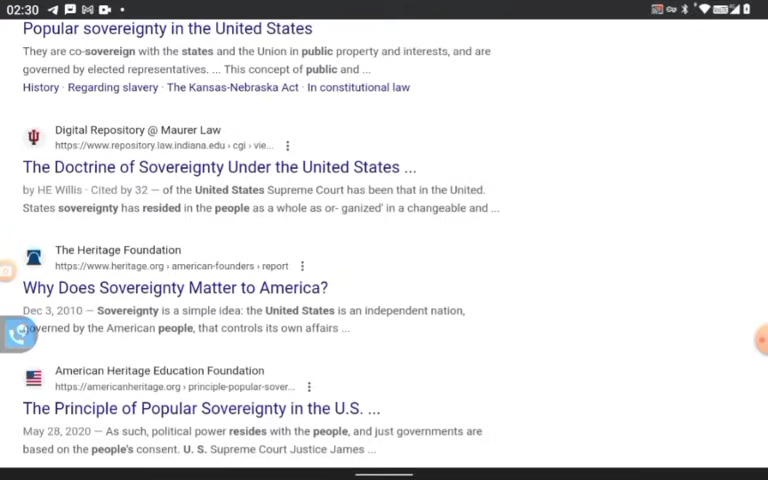 02:30
Popular sovereignty in the United States
They are co-sovereign with the states and the Union in public property and interests, and are
governed by elected representatives. ... This concept of public and ...
History · Regarding slavery · The Kansas-Nebraska Act · In constitutional law
Digital Repository @ Maurer Law
https://www.repository.law.indiana.edu › cgi › vie...
The Doctrine of Sovereignty Under the United States ...
by HE Willis · Cited by 32 — of the United States Supreme Court has been that in the United.
States sovereignty has resided in the people as a whole as or- ganized' in a changeable and ...
The Heritage Foundation
https://www.heritage.org › american-founders › report
Why Does Sovereignty Matter to America?
Dec 3, 2010 — Sovereignty is a simple idea: the United States is an independent nation,
governed by the American people, that controls its own affairs ...
American Heritage Education Foundation
https://americanheritage.org › principle-popular-sover...
The Principle of Popular Sovereignty in the U.S. ...
May 28, 2020 — As such, political power resides with the people, and just governments are
based on the people's consent. U. S. Supreme Court Justice James ...